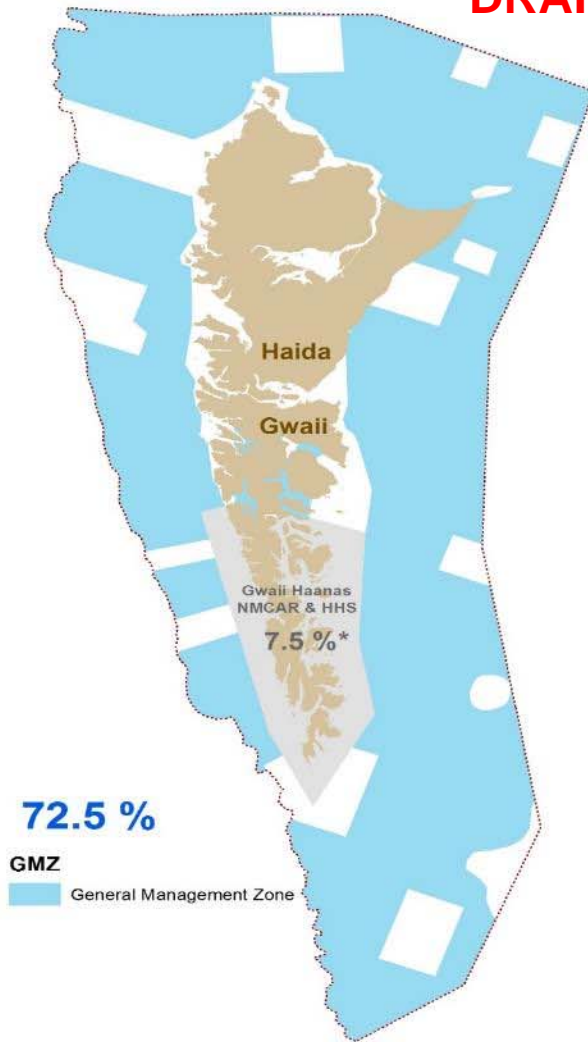 Haida
Gwaii
Gwaii Haanas
NMCAR & HHS
7.5 %*
72.5 %
GMZ
General Management Zone